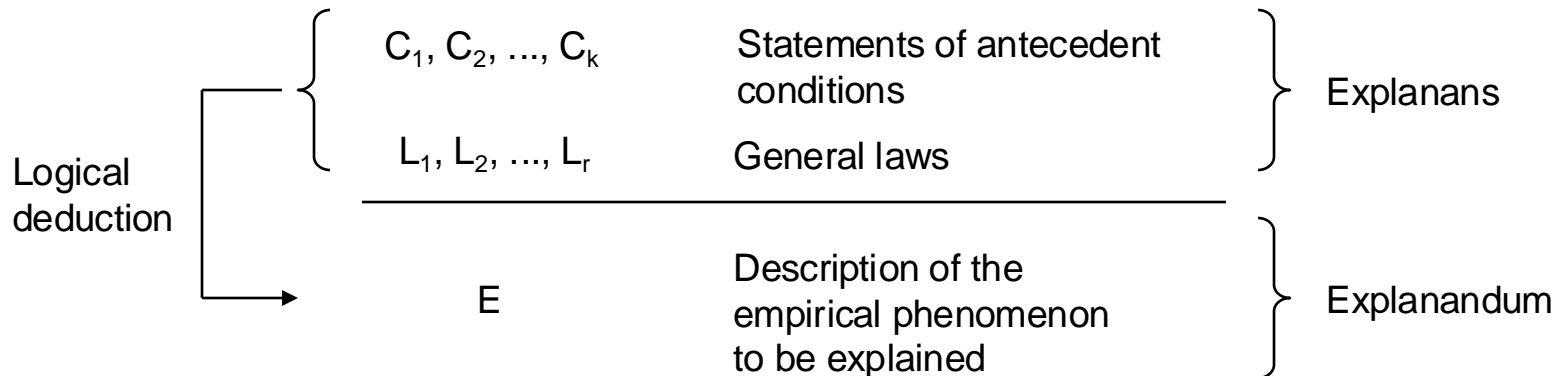 C₁, C₂, ..., Cₖ
Statements of antecedent
conditions
Explanans
L₁, L₂, ..., Lᵣ
General laws
Logical
deduction
E
Description of the
empirical phenomenon
to be explained
Explanandum